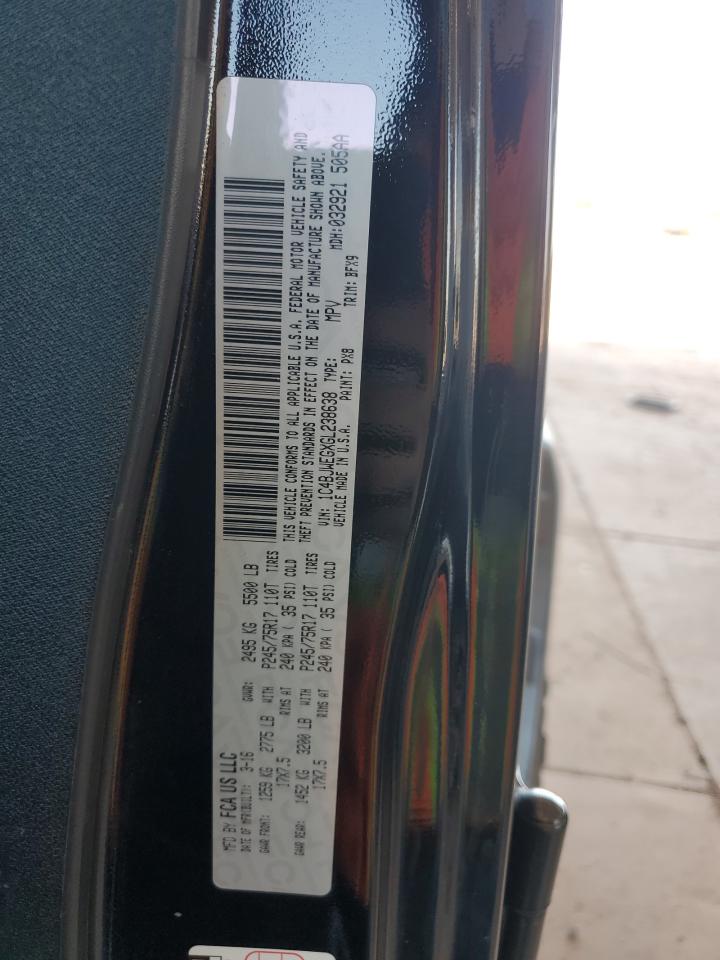 MFD BY FCA US LLC
DATE OF MFR(BUILT): 3-16 GVWR: 2495 KG 5500 LB
GAWR FRONT: 1259 KG 2775 LB WITH P245/75R17 110T TIRES
17X7.5 RIMS AT 240 KPA ( 35 PSI) COLD
GAWR REAR: 1452 KG 3200 LB WITH P245/75R17 110T TIRES
17X7.5 RIMS AT 240 KPA ( 35 PSI) COLD
THIS VEHICLE CONFORMS TO ALL APPLICABLE U.S.A. FEDERAL MOTOR VEHICLE SAFETY AND
THEFT PREVENTION STANDARDS IN EFFECT ON THE DATE OF MANUFACTURE SHOWN ABOVE.
VIN: 1C4BJWEGXGL238638 TYPE: MPV MDH:032921 505AA
VEHICLE MADE IN U.S.A. PAINT: PX8 TRIM: BFX9